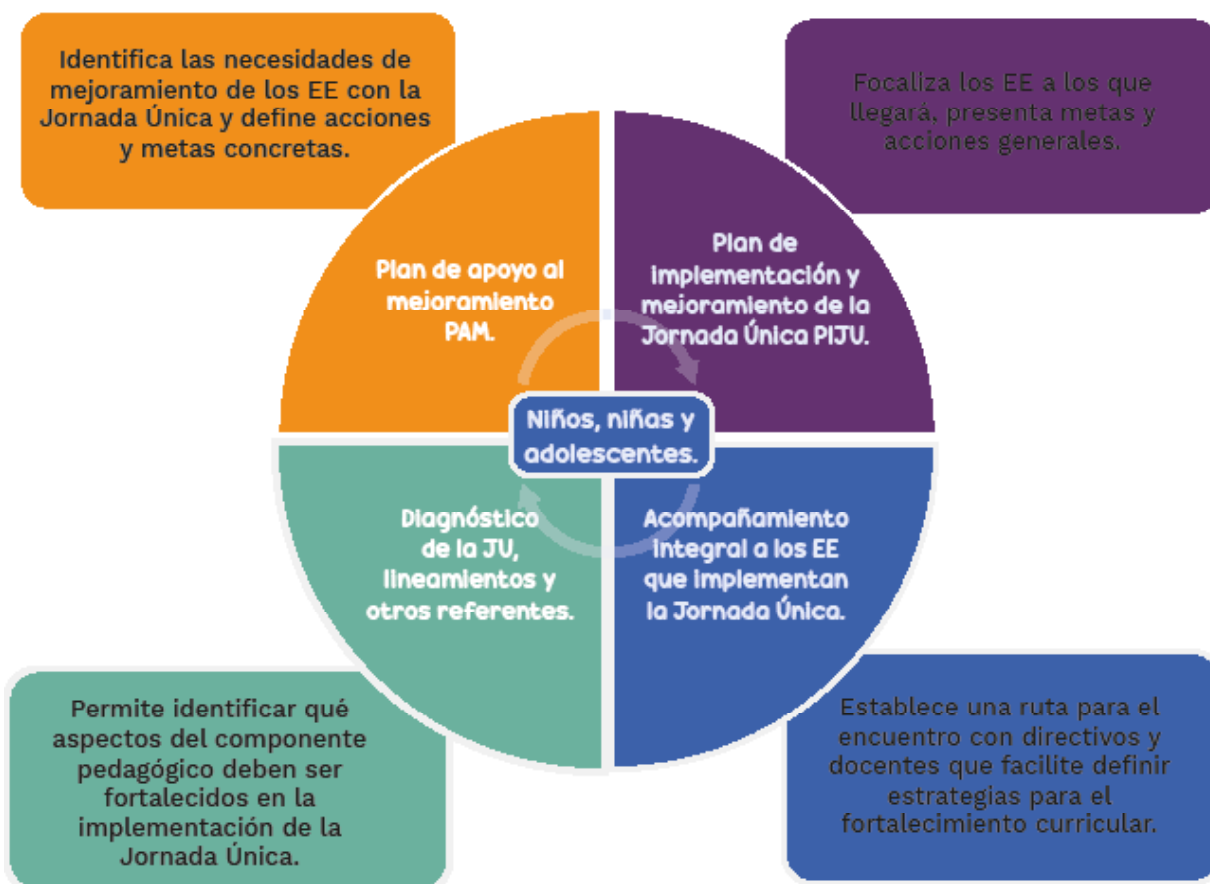 Identifica las necesidades de
mejoramiento de los EE con la
Jornada Única y define acciones
y metas concretas.
Focaliza los EE a los que
llegará, presenta metas y
acciones generales.
Plan de apoyo al
mejoramiento
PAM.
Plan de
implementación y
mejoramiento de la
Jornada Única PIJU.
Niños, niñas y
adolescentes.
Diagnóstico
de la JU,
lineamientos y
otros referentes.
Acompañamiento
integral a los EE
que implementan
la Jornada Única.
Permite identificar qué
aspectos del componente
pedagógico deben ser
fortalecidos en la
implementación de la
Jornada Única.
Establece una ruta para el
encuentro con directivos y
docentes que facilite definir
estrategias para el
fortalecimiento curricular.